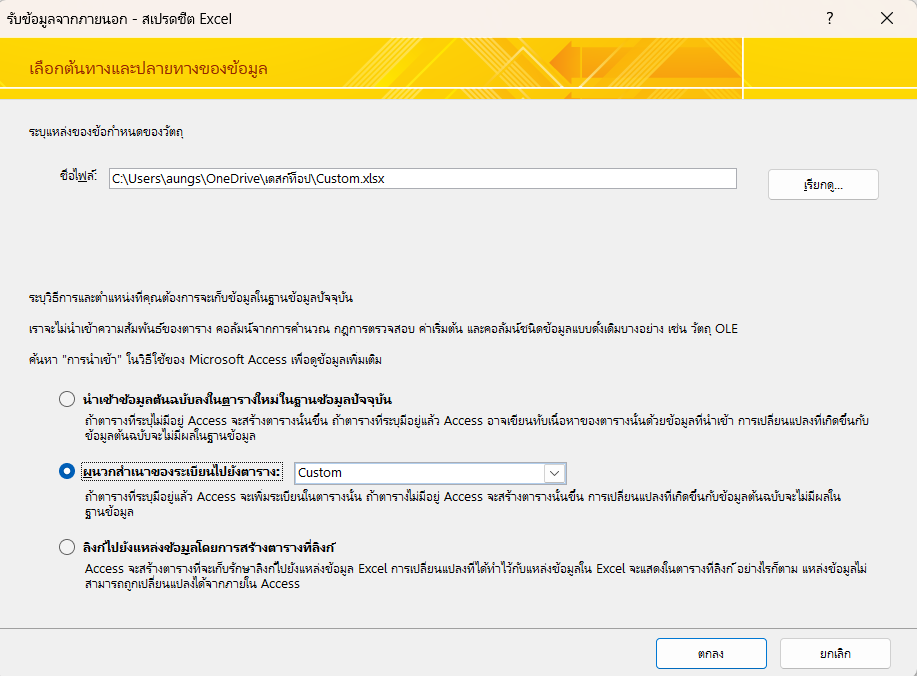 รับข้อมูลจากภายนอก - สเปรดชีต Excel
?
เลือกต้นทางและปลายทางของข้อมูล
ระบุแหล่งของข้อกำหนดของวัตถุ
ชื่อไฟล์:
C:\Users\aungs\OneDrive\เดสก์ท็อป\Custom.xlsx
เรียกดู...
ระบุวิธีการและตำแหน่งที่คุณต้องการจะเก็บข้อมูลในฐานข้อมูลปัจจุบัน
เราจะไม่นำเข้าความสัมพันธ์ของตาราง คอลัมน์จากการคำนวณ กฎการตรวจสอบ ค่าเริ่มต้น และคอลัมน์ชนิดข้อมูลแบบดั้งเดิมบางอย่าง เช่น วัตถุ OLE
ค้นหา "การนำเข้า" ในวิธีใช้ของ Microsoft Access เพื่อดูข้อมูลเพิ่มเติม
นำเข้าข้อมูลต้นฉบับลงในตารางใหม่ในฐานข้อมูลปัจจุบัน
ถ้าตารางที่ระบุไม่มีอยู่ Access จะสร้างตารางนั้นขึ้น ถ้าตารางที่ระบุมีอยู่แล้ว Access อาจเขียนทับเนื้อหาของตารางนั้นด้วยข้อมูลที่นำเข้า การเปลี่ยนแปลงที่เกิดขึ้นกับ
ข้อมูลต้นฉบับจะไม่มีผลในฐานข้อมูล
ผนวกสำเนาของระเบียนไปยังตาราง:
Custom
ถ้าตารางที่ระบุมีอยู่แล้ว Access จะเพิ่มระเบียนในตารางนั้น ถ้าตารางไม่มีอยู่ Access จะสร้างตารางนั้นขึ้น การเปลี่ยนแปลงที่เกิดขึ้นกับข้อมูลต้นฉบับจะไม่มีผลใน
ฐานข้อมูล
ลิงก์ไปยังแหล่งข้อมูลโดยการสร้างตารางที่ลิงก์
Access จะสร้างตารางที่จะเก็บรักษาลิงก์ไปยังแหล่งข้อมูล Excel การเปลี่ยนแปลงที่ได้ทำไว้กับแหล่งข้อมูลใน Excel จะแสดงในตารางที่ลิงก์ อย่างไรก็ตาม แหล่งข้อมูลไม่
สามารถถูกเปลี่ยนแปลงได้จากภายใน Access
ตกลง
ยกเลิก